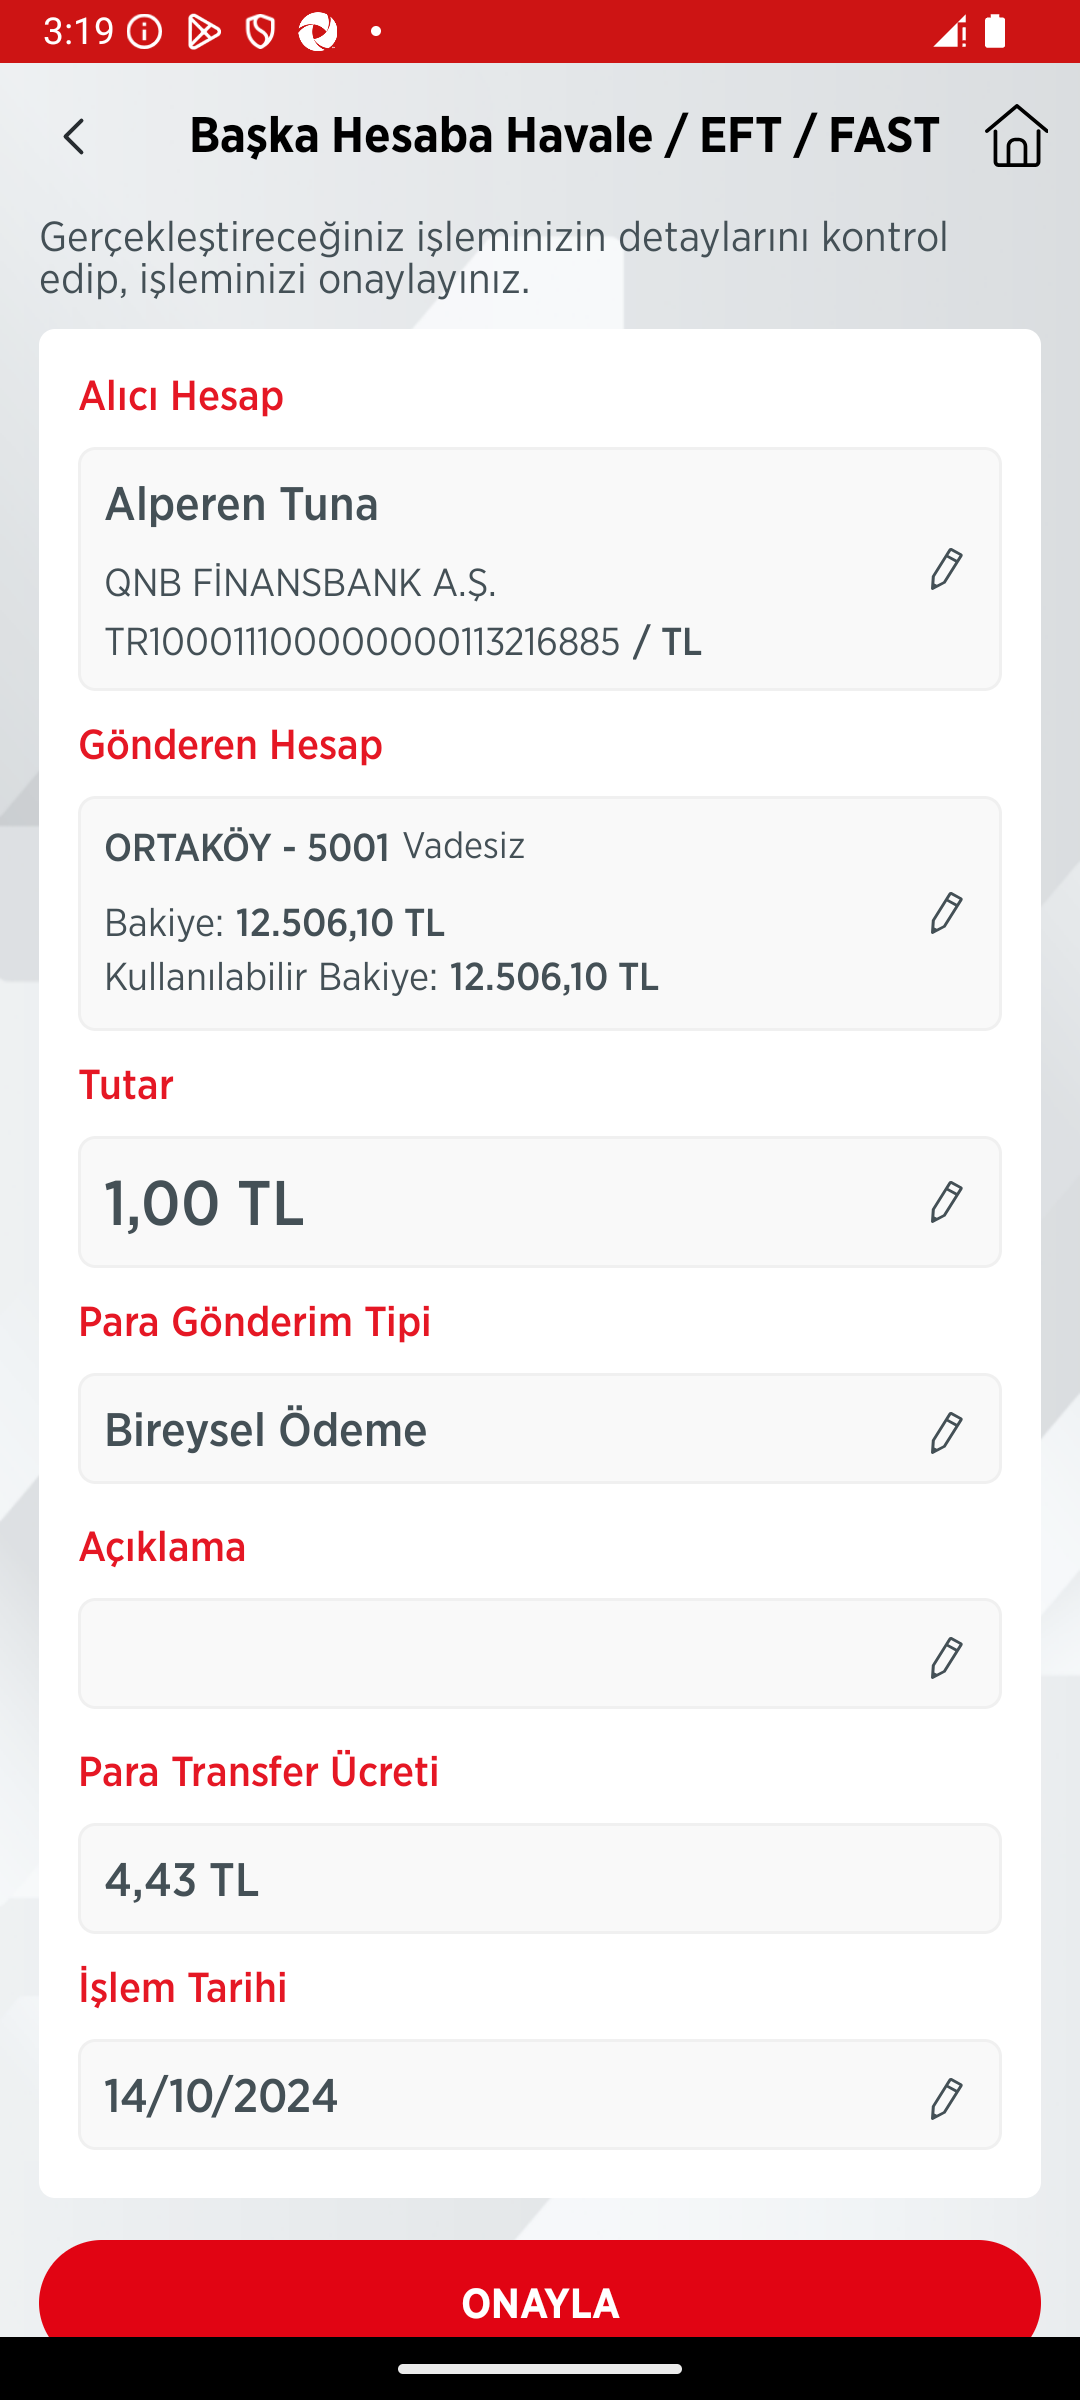 3:19
Başka Hesaba Havale / EFT / FAST
Gerçekleştireceğiniz işleminizin detaylarını kontrol
edip, işleminizi onaylayınız.
Alıcı Hesap
Alperen Tuna
QNB FİNANSBANK A.Ş.
TR100011100000000113216885 / TL
Gönderen Hesap
ORTAKÖY - 5001 Vadesiz
Bakiye: 12.506,10 TL
Kullanılabilir Bakiye: 12.506,10 TL
Tutar
1,00 TL
Para Gönderim Tipi
Bireysel Ödeme
Açıklama
Para Transfer Ücreti
4,43 TL
İşlem Tarihi
14/10/2024
ONAYLA